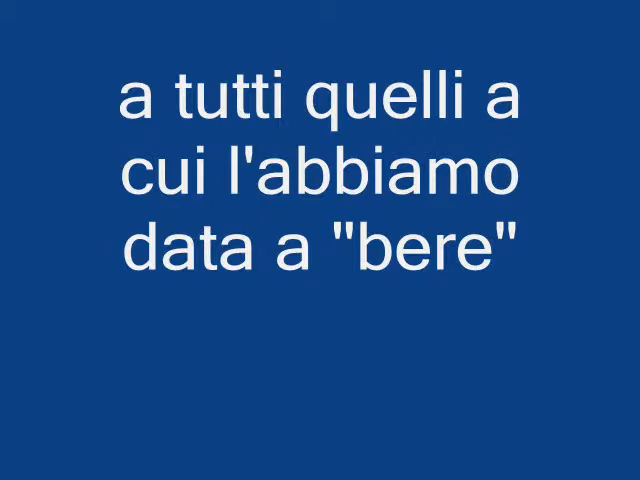 a tutti quelli a
cui l'abbiamo
data a "bere"